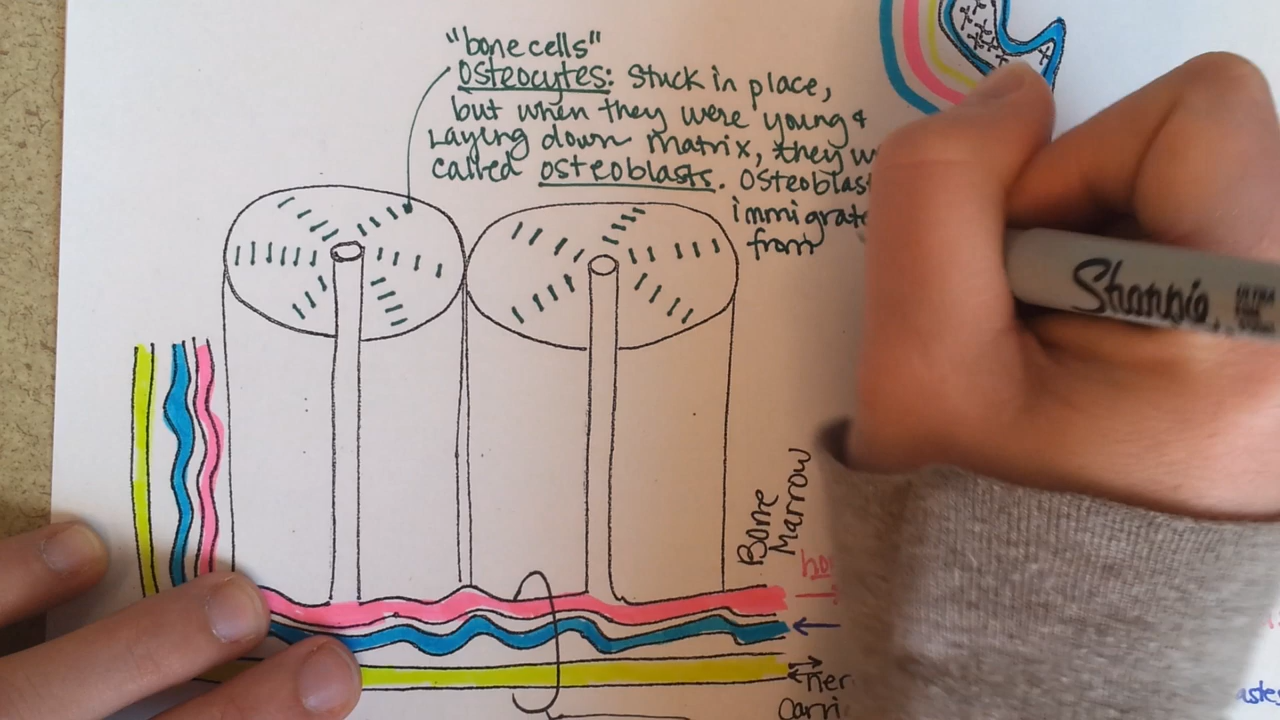 "bone cells"
Osteocytes: Stuck in place,
but when they were young &
Laying down matrix, they
called osteoblasts.
immigrate
from
Bone
Marrow
Sharpie